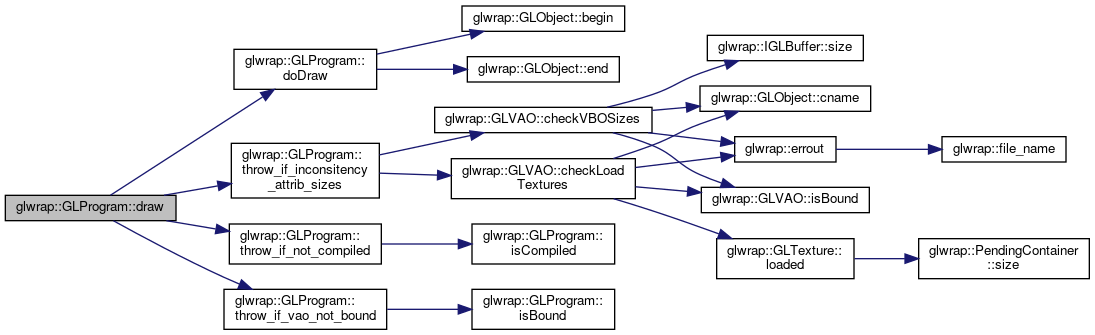 glwrap::GLProgram::draw
glwrap::GLProgram::
doDraw
glwrap::GLObject::begin
glwrap::GLObject::end
glwrap::GLProgram::
throw_if_inconsitency
_attrib_sizes
glwrap::GLVAO::checkVBOSizes
glwrap::IGLBuffer::size
glwrap::GLObject::cname
glwrap::errout
glwrap::file_name
glwrap::GLVAO::isBound
glwrap::GLVAO::checkLoad
Textures
glwrap::GLTexture::
loaded
glwrap::PendingContainer
::size
glwrap::GLProgram::
throw_if_not_compiled
glwrap::GLProgram::
isCompiled
glwrap::GLProgram::
throw_if_vao_not_bound
glwrap::GLProgram::
isBound